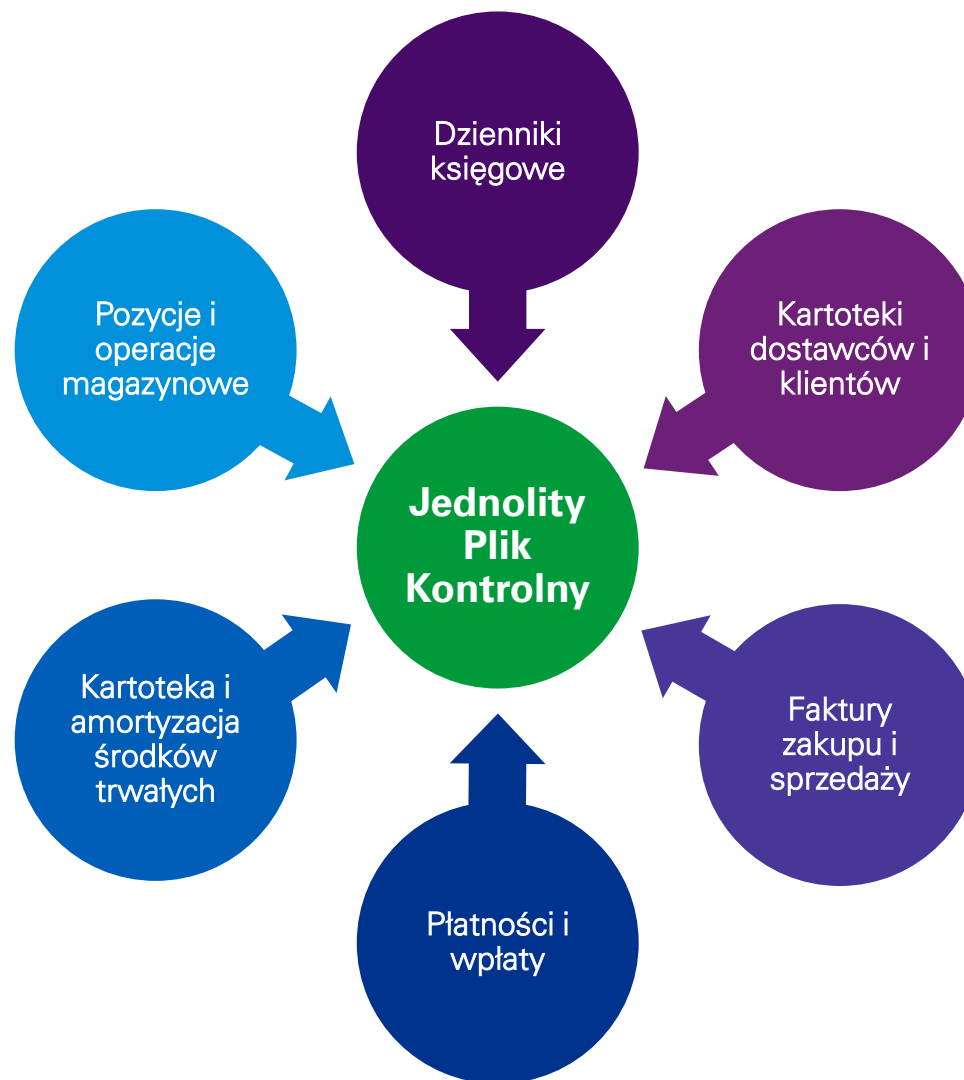 Dzienniki
księgowe
Pozycje i
operacje
magazynowe
Kartoteki
dostawców i
klientów
Jednolity
Plik
Kontrolny
Kartoteka i
amortyzacja
środków
trwałych
Faktury
zakupu i
sprzedaży
Płatności i
wpłaty